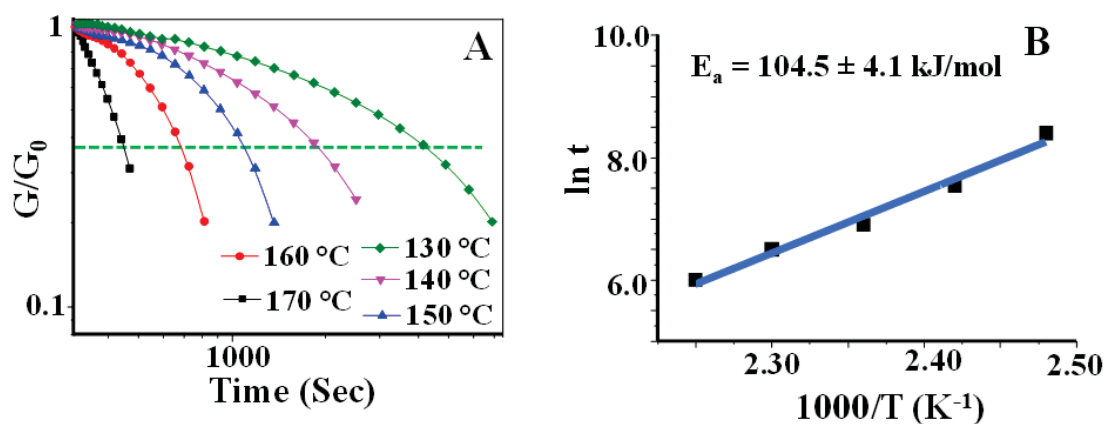 A
1
G/G₀
0.1
160 °C
170 °C
130 °C
140 °C
150 °C
1000
Time (Sec)
B
Eₐ = 104.5 ± 4.1 kJ/mol
10.0
8.0
6.0
ln t
2.30
2.40
2.50
1000/T (K⁻¹)